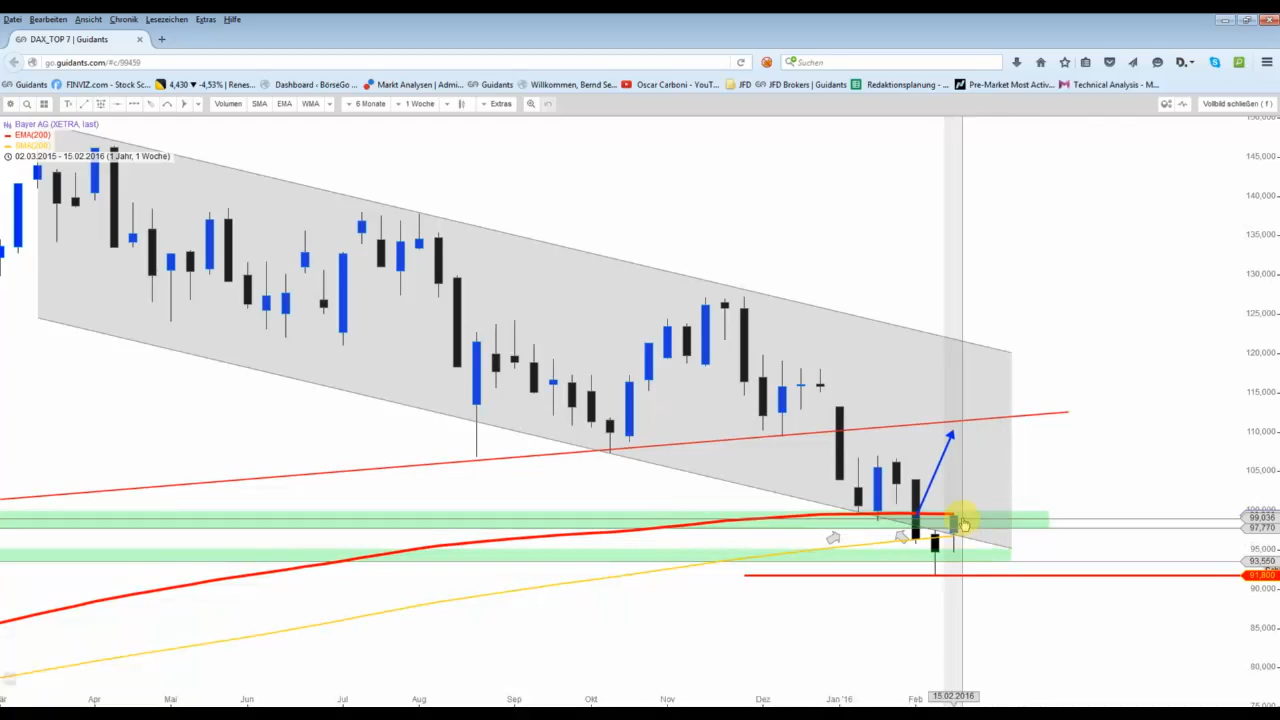 Datei Bearbeiten Ansicht Chronik Lesezeichen Extras Hilfe
DAX_TOP 7 | Guidants
go.guidants.com/#c/99459
Suchen
Guidants FINVIZ.com - Stock Sc... 4,430 ▼ -4,53% | Renes... Dashboard ‹ BörseGo ... Markt Analysen | Admi... Guidants Willkommen, Bernd Se... Oscar Carboni - YouT... JFD JFD Brokers | Guidants Redaktionsplanung - ... Pre-Market Most Activ... Technical Analysis - M...
Volumen SMA EMA WMA 6 Monate 1 Woche Extras Vollbild schließen ( f )
Bayer AG (XETRA, last)
EMA(200)
SMA(200)
02.03.2015 - 15.02.2016 (1 Jahr, 1 Woche)
150,000
145,000
140,000
135,000
130,000
125,000
120,000
115,000
110,000
105,000
100,000
99,036
97,770
95,000
93,550
91,800
90,000
85,000
80,000
75,000
Apr Mai Jun Jul Aug Sep Okt Nov Dez Jan '16 Feb 15.02.2016